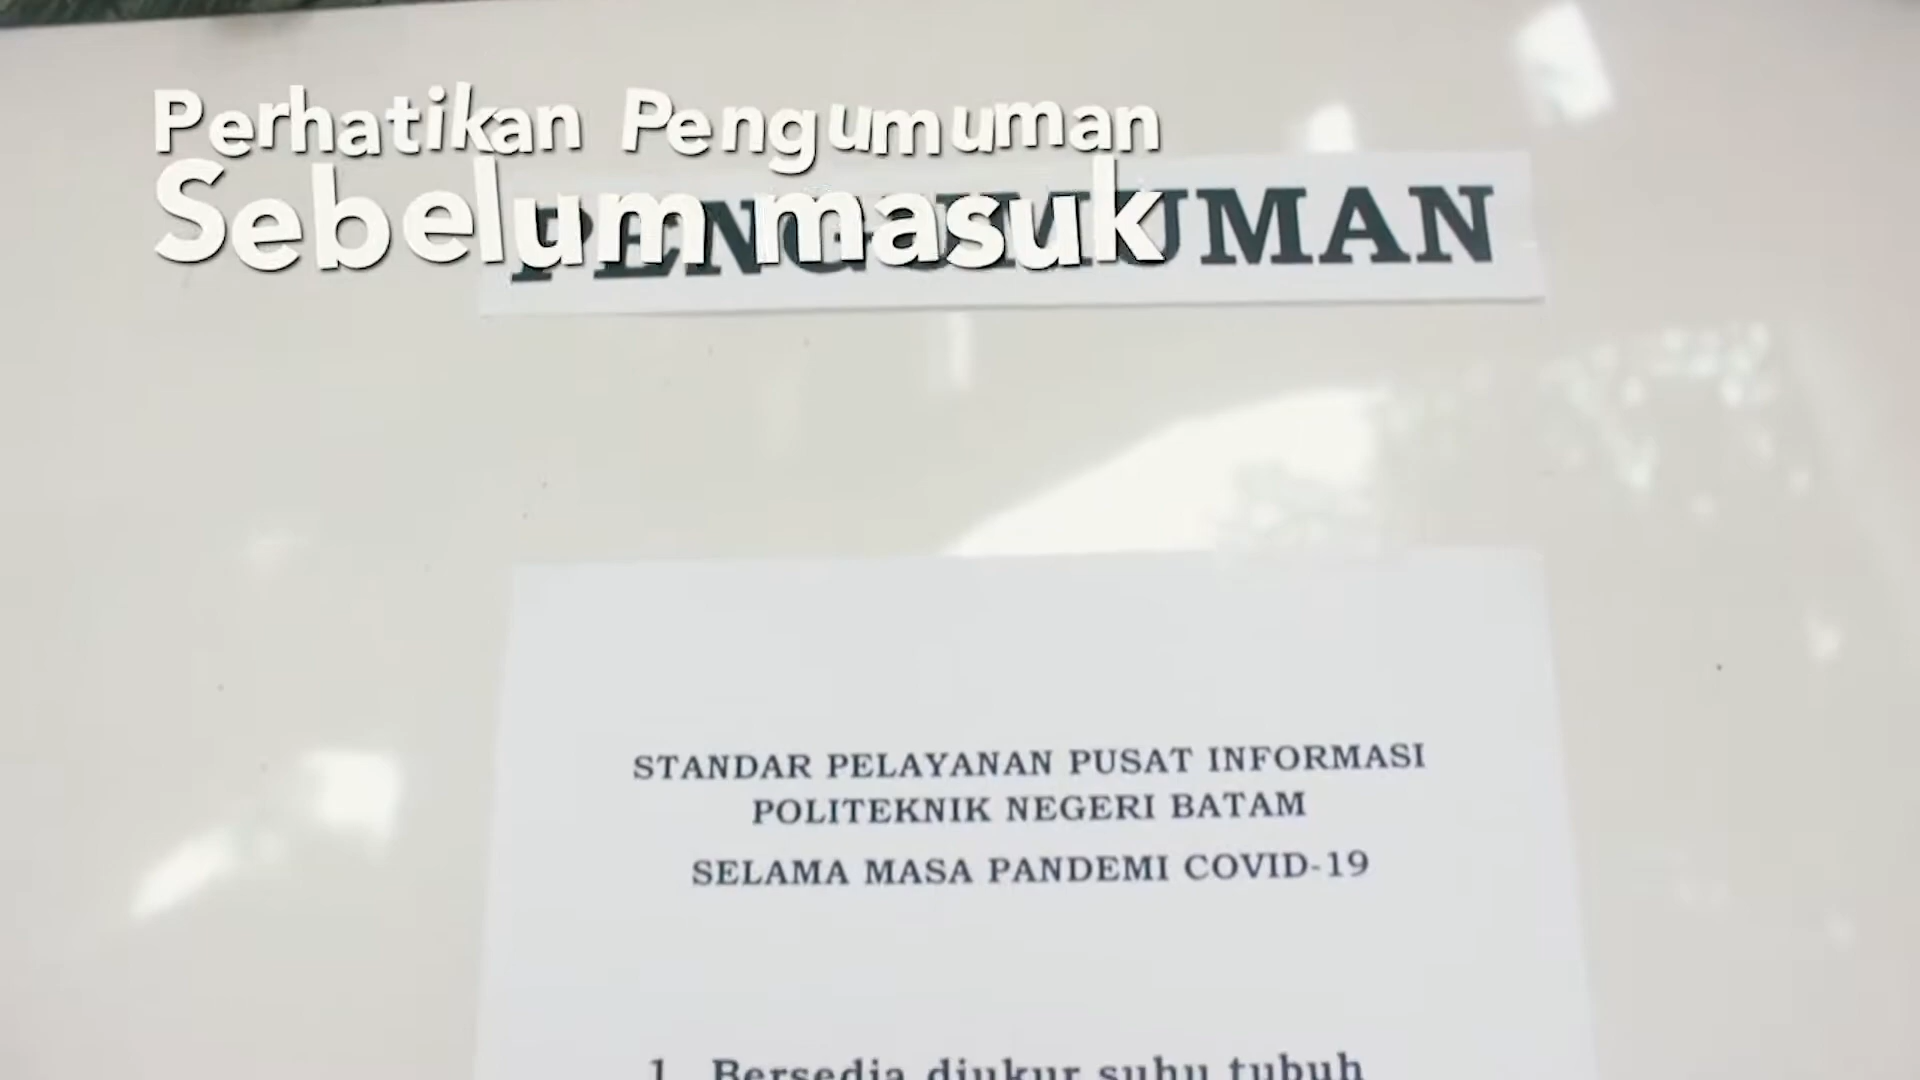 Perhatikan Pengumuman
Sebelum masuk
PENGUMUMAN
STANDAR PELAYANAN PUSAT INFORMASI
POLITEKNIK NEGERI BATAM
SELAMA MASA PANDEMI COVID-19
1. Bersedia diukur suhu tubuh